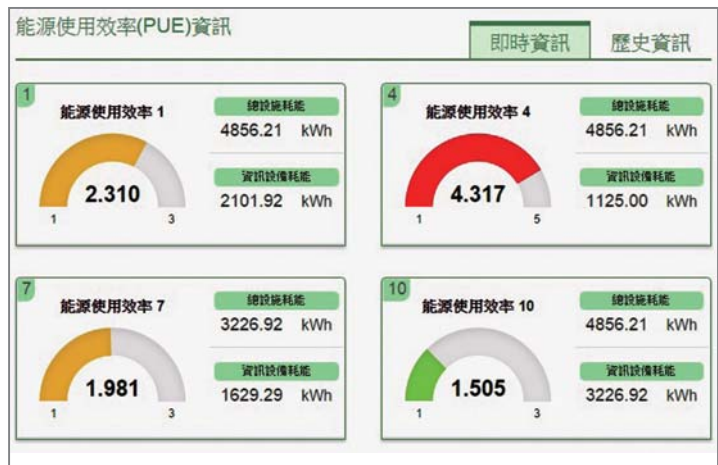 能源使用效率(PUE)資訊
即時資訊 歷史資訊
1
能源使用效率 1
總設施耗能
4856.21 kWh
資訊設備耗能
2101.92 kWh
2.310
1 3
4
能源使用效率 4
總設施耗能
4856.21 kWh
資訊設備耗能
1125.00 kWh
4.317
1 5
7
能源使用效率 7
總設施耗能
3226.92 kWh
資訊設備耗能
1629.29 kWh
1.981
1 3
10
能源使用效率 10
總設施耗能
4856.21 kWh
資訊設備耗能
3226.92 kWh
1.505
1 3